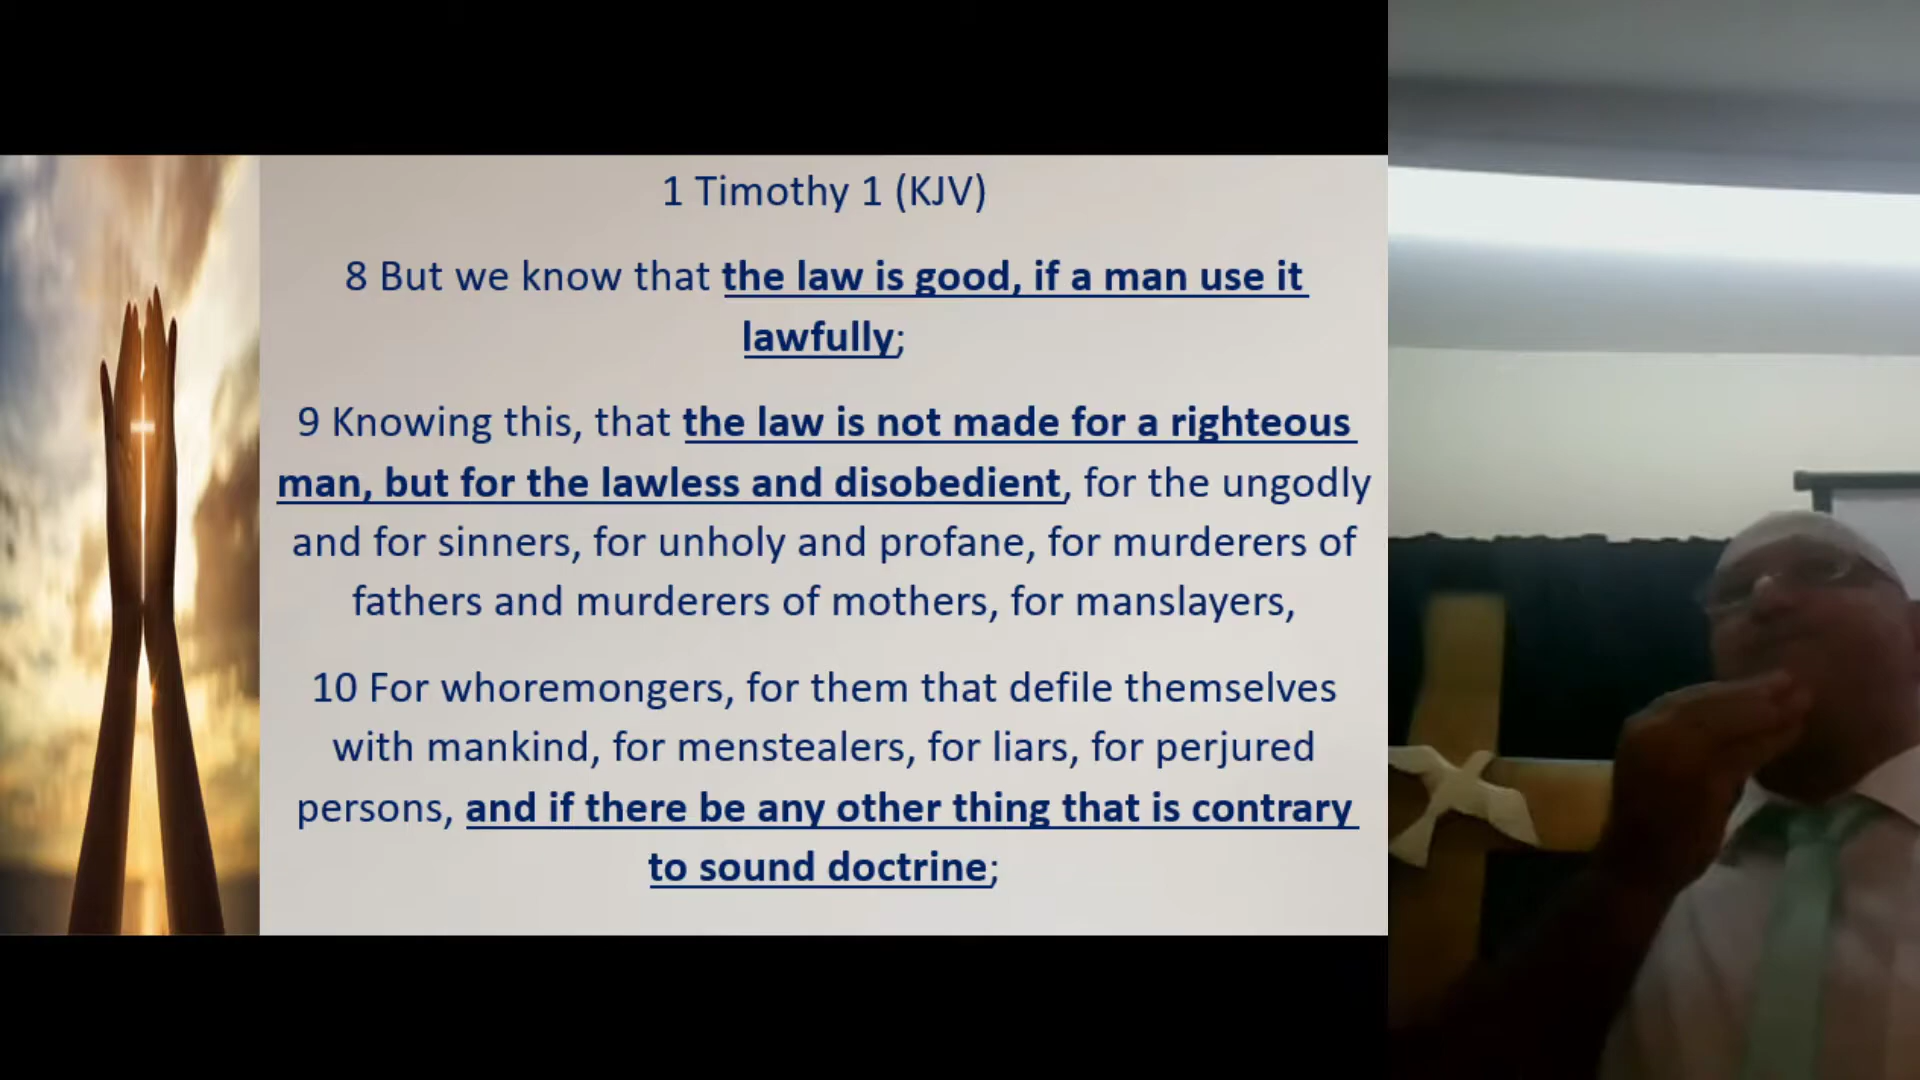 1 Timothy 1 (KJV)
8 But we know that the law is good, if a man use it
lawfully;
9 Knowing this, that the law is not made for a righteous
man, but for the lawless and disobedient, for the ungodly
and for sinners, for unholy and profane, for murderers of
fathers and murderers of mothers, for manslayers,
10 For whoremongers, for them that defile themselves
with mankind, for menstealers, for liars, for perjured
persons, and if there be any other thing that is contrary
to sound doctrine;